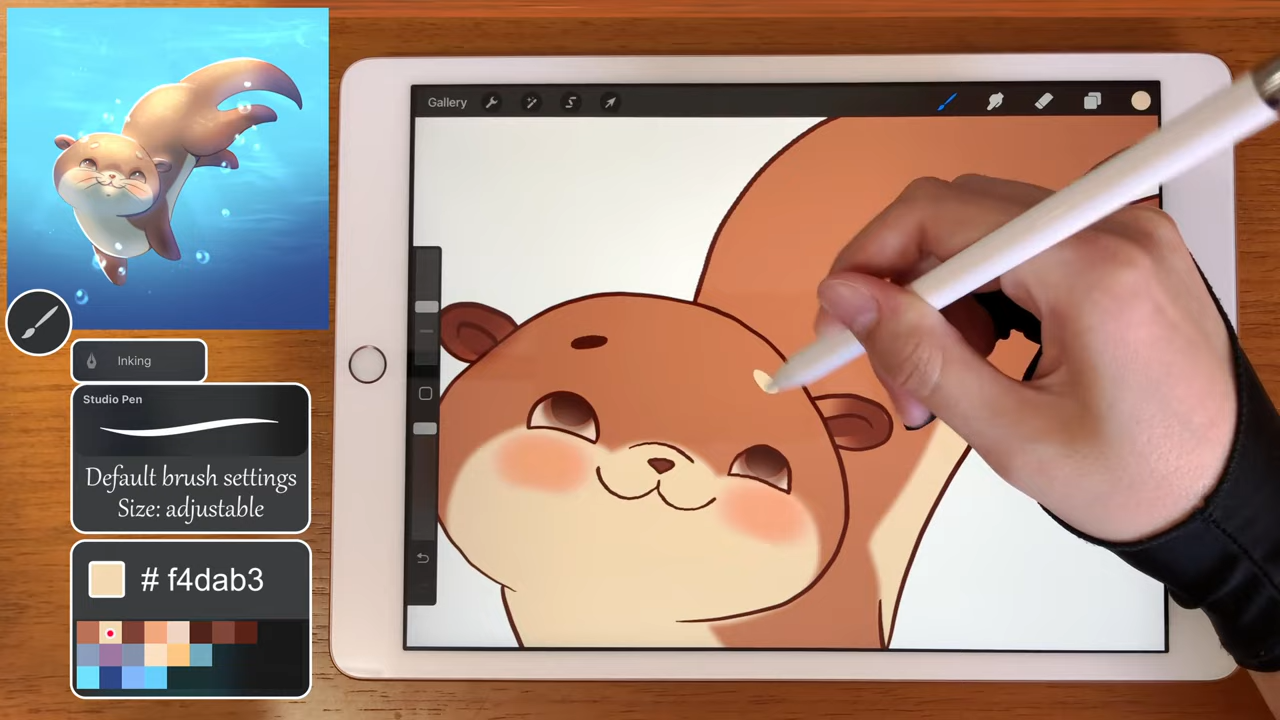 Gallery
Inking
Studio Pen
Default brush settings
Size: adjustable
# f4dab3